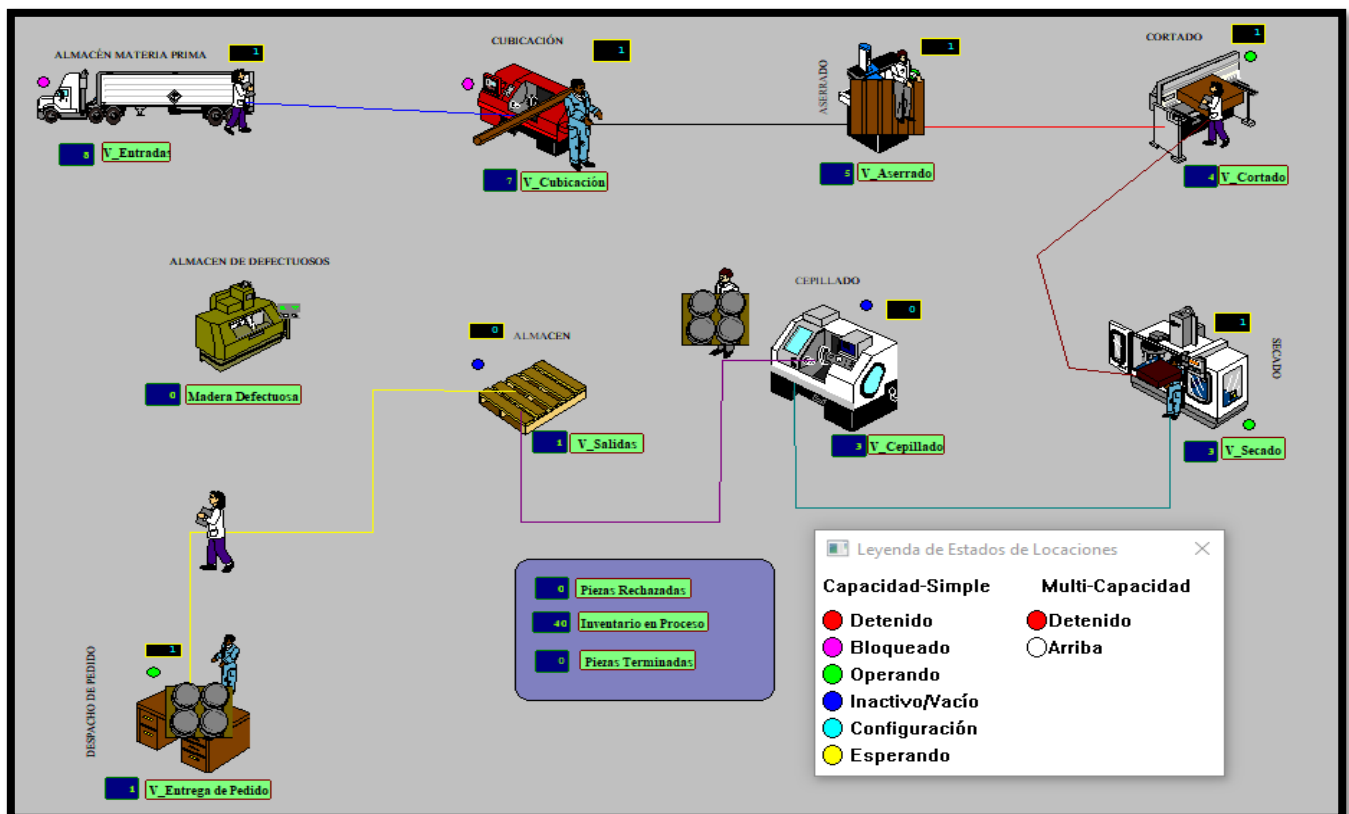 ALMACÉN MATERIA PRIMA
1
8
V_Entradas
CUBICACIÓN
1
7
V_Cubicación
ASERRADO
1
5
V_Aserrado
CORTADO
1
4
V_Cortado
ALMACEN DE DEFECTUOSOS
0
Madera Defectuosa
0
ALMACEN
1
V_Salidas
CEPILLADO
0
3
V_Cepillado
1
SECADO
3
V_Secado
DESPACHO DE PEDIDO
1
1
V_Entrega de Pedido
0
Piezas Rechazadas
40
Inventario en Proceso
0
Piezas Terminadas
Leyenda de Estados de Locaciones
Capacidad-Simple
Detenido
Bloqueado
Operando
Inactivo/Vacío
Configuración
Esperando
Multi-Capacidad
Detenido
Arriba